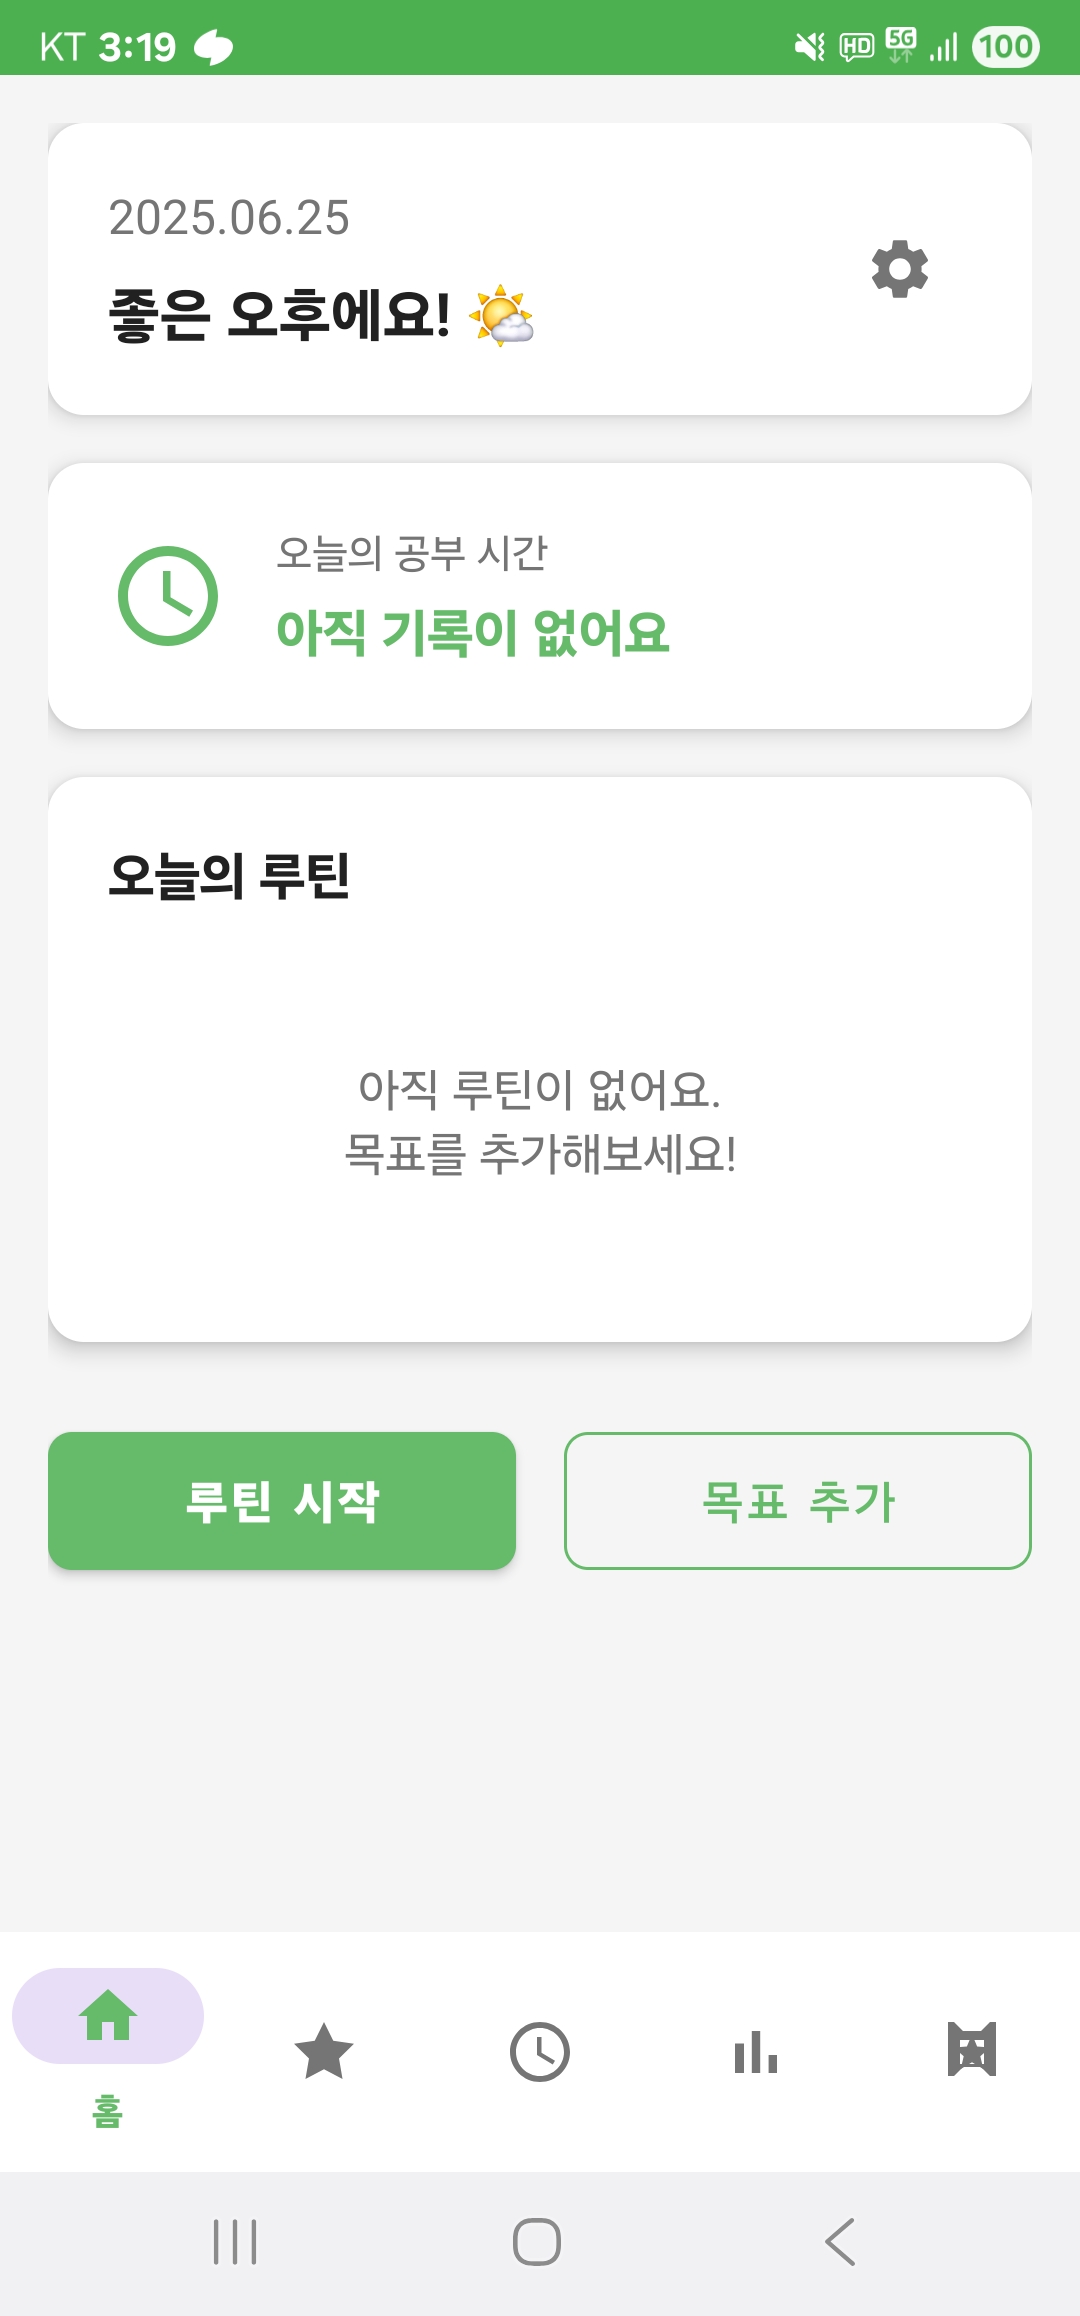 KT 3:19 HD 5G 100
2025.06.25
좋은 오후에요! 🌤️
오늘의 공부 시간
아직 기록이 없어요
오늘의 루틴
아직 루틴이 없어요.
목표를 추가해보세요!
루틴 시작 목표 추가
홈